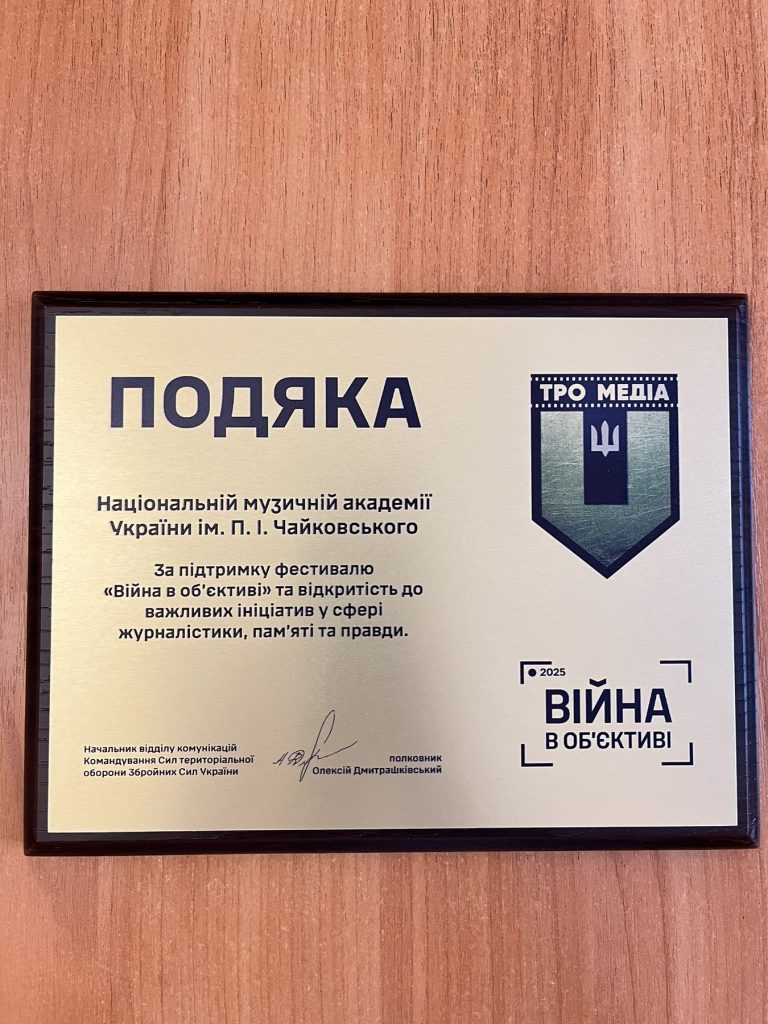 ПОДЯКА
Національній музичній академії
України ім. П. І. Чайковського
За підтримку фестивалю
«Війна в об'єктиві» та відкритість до
важливих ініціатив у сфері
журналістики, пам'яті та правди.
Начальник відділу комунікацій
Командування Сил територіальної
оборони Збройних Сил України
полковник
Олексій Дмитрашківський
ТРО МЕДІА
2025
ВІЙНА
В ОБ'ЄКТИВІ